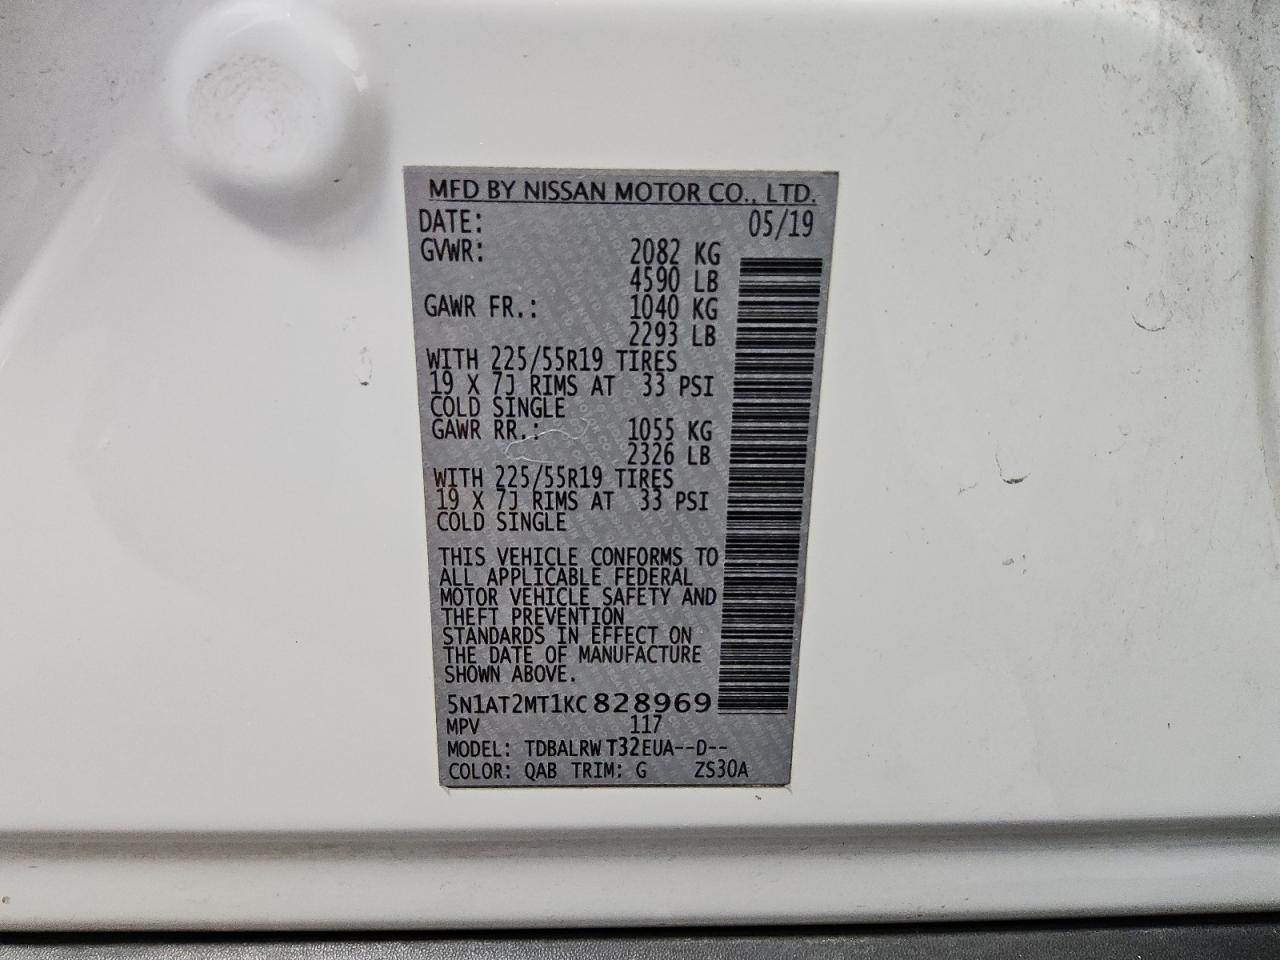 MFD BY NISSAN MOTOR CO., LTD.
DATE: 05/19
GVWR: 2082 KG
4590 LB
GAWR FR.: 1040 KG
2293 LB
WITH 225/55R19 TIRES
19 X 7J RIMS AT 33 PSI
COLD SINGLE
GAWR RR.: 1055 KG
2326 LB
WITH 225/55R19 TIRES
19 X 7J RIMS AT 33 PSI
COLD SINGLE
THIS VEHICLE CONFORMS TO
ALL APPLICABLE FEDERAL
MOTOR VEHICLE SAFETY AND
THEFT PREVENTION
STANDARDS IN EFFECT ON
THE DATE OF MANUFACTURE
SHOWN ABOVE.
5N1AT2MT1KC828969
MPV 117
MODEL: TDBALRWT32EUA--D--
COLOR: QAB TRIM: G ZS30A